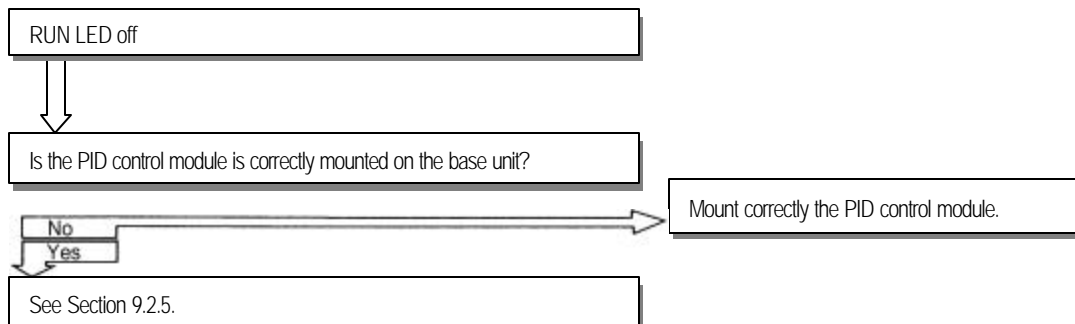 RUN LED off
Is the PID control module is correctly mounted on the base unit?
No
Mount correctly the PID control module.
Yes
See Section 9.2.5.